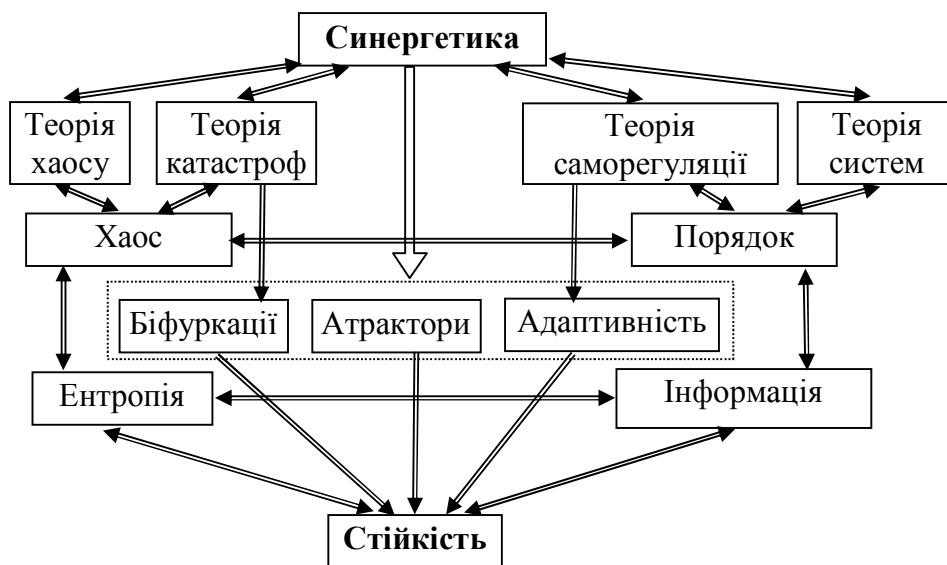 Синергетика
Теорія
хаосу
Теорія
катастроф
Теорія
саморегуляції
Теорія
систем
Хаос
Порядок
Біфуркації
Атрактори
Адаптивність
Ентропія
Інформація
Стійкість